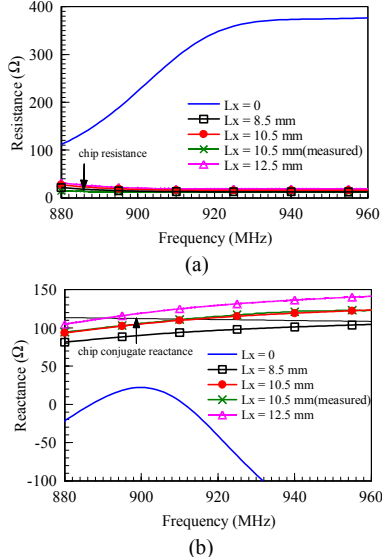 400
300
200
100
0
Resistance (Ω)
Lx = 0
Lx = 8.5 mm
Lx = 10.5 mm
Lx = 10.5 mm(measured)
Lx = 12.5 mm
chip resistance
880 900 920 940 960
Frequency (MHz)
(a)
150
100
50
0
-50
-100
Reactance (Ω)
chip conjugate reactance
Lx = 0
Lx = 8.5 mm
Lx = 10.5 mm
Lx = 10.5 mm(measured)
Lx = 12.5 mm
880 900 920 940 960
Frequency (MHz)
(b)